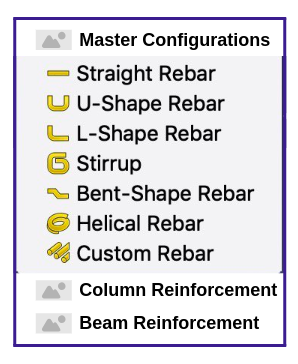 Master Configurations
Straight Rebar
U-Shape Rebar
L-Shape Rebar
Stirrup
Bent-Shape Rebar
Helical Rebar
Custom Rebar
Column Reinforcement
Beam Reinforcement